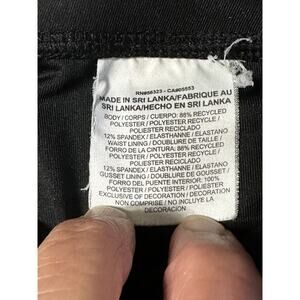 RN#56323 - CA#05553
MADE IN SRI LANKA/FABRIQUE AU
SRI LANKA/HECHO EN SRI LANKA
BODY / CORPS / CUERPO: 88% RECYCLED
POLYESTER / POLYESTER RECYCLE /
POLIESTER RECICLADO
12% SPANDEX / ELASTHANNE / ELASTANO
WAIST LINING / DOUBLURE DE TAILLE /
FORRO DE LA CINTURA: 88% RECYCLED
POLYESTER / POLYESTER RECYCLE /
POLIESTER RECICLADO
12% SPANDEX / ELASTHANNE / ELASTANO
GUSSET LINING / DOUBLURE GOUSSET /
FORRO DEL PUENTE INTERIOR: 100%
POLYESTER / POLYESTER / POLIESTER
EXCLUSIVE OF DECORATION / DECORATION
NON COMPRISE / NO INCLUYE LA
DECORACION